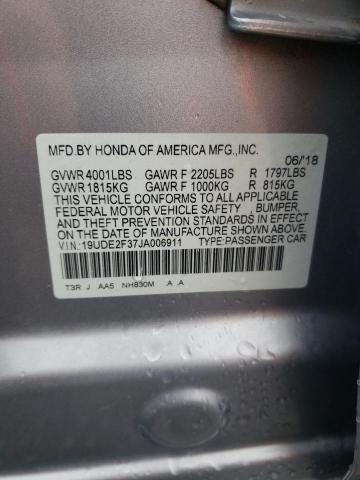 MFD.BY HONDA OF AMERICA MFG.,INC. 06/'18
GVWR 4001LBS GAWR F 2205LBS R 1797LBS
GVWR 1815KG GAWR F 1000KG R 815KG
THIS VEHICLE CONFORMS TO ALL APPLICABLE
FEDERAL MOTOR VEHICLE SAFETY , BUMPER,
AND THEFT PREVENTION STANDARDS IN EFFECT
ON THE DATE OF MANUFACTURE SHOWN ABOVE.
V.I.N: 19UDE2F37JA006911 TYPE:PASSENGER CAR
T3R J AA5 NH830M .A .A